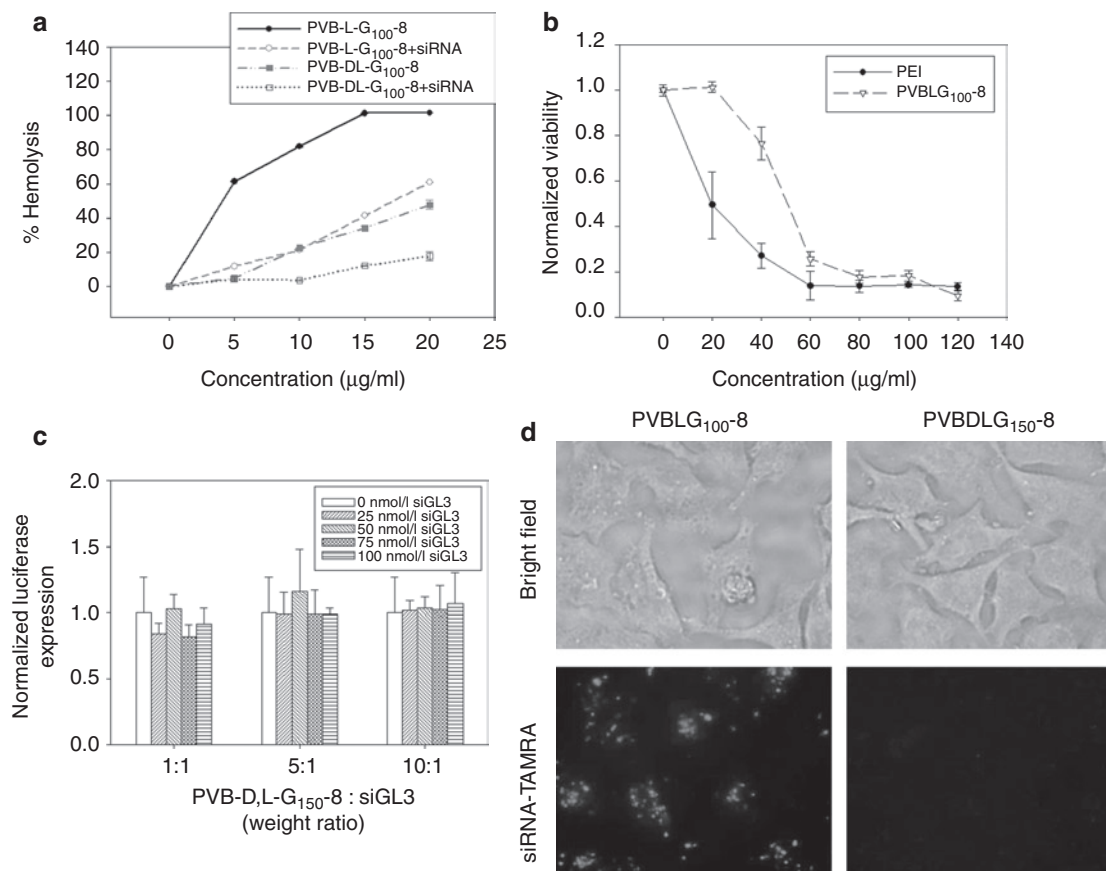 a
% Hemolysis
140
120
100
80
60
40
20
0
0 5 10 15 20 25
Concentration (μg/ml)
PVB-L-G100-8
PVB-L-G100-8+siRNA
PVB-DL-G100-8
PVB-DL-G100-8+siRNA
b
Normalized viability
1.2
1.0
0.8
0.6
0.4
0.2
0.0
0 20 40 60 80 100 120 140
Concentration (μg/ml)
PEI
PVBLG100-8
c
Normalized luciferase
expression
2.0
1.5
1.0
0.5
0.0
0 nmol/l siGL3
25 nmol/l siGL3
50 nmol/l siGL3
75 nmol/l siGL3
100 nmol/l siGL3
1:1 5:1 10:1
PVB-D,L-G150-8 : siGL3
(weight ratio)
d
PVBLG100-8 PVBDLG150-8
Bright field
siRNA-TAMRA